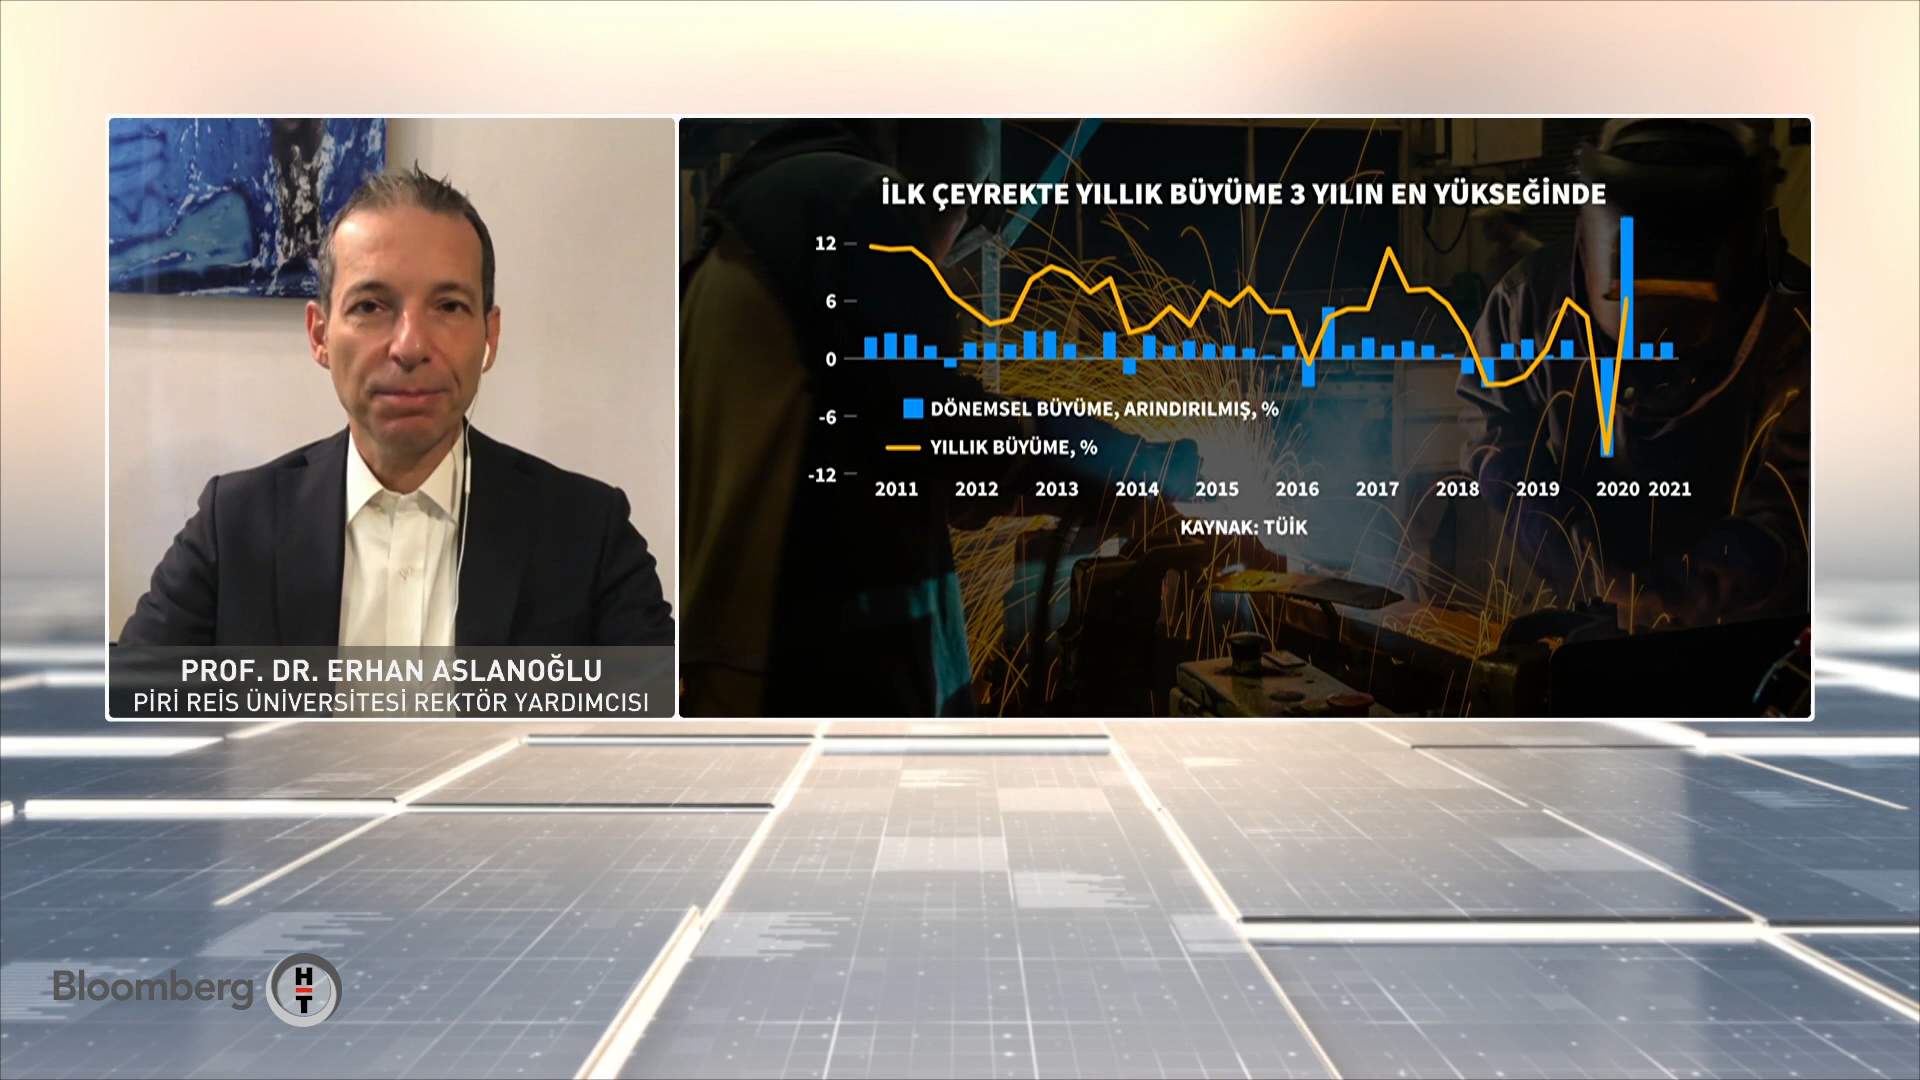 PROF. DR. ERHAN ASLANOĞLU
PİRİ REİS ÜNİVERSİTESİ REKTÖR YARDIMCISI
İLK ÇEYREKTE YILLIK BÜYÜME 3 YILIN EN YÜKSEĞİNDE
12
6
0
-6
-12
DÖNEMSEL BÜYÜME, ARINDIRILMIŞ, %
YILLIK BÜYÜME, %
2011 2012 2013 2014 2015 2016 2017 2018 2019 2020 2021
KAYNAK: TÜİK
Bloomberg HT